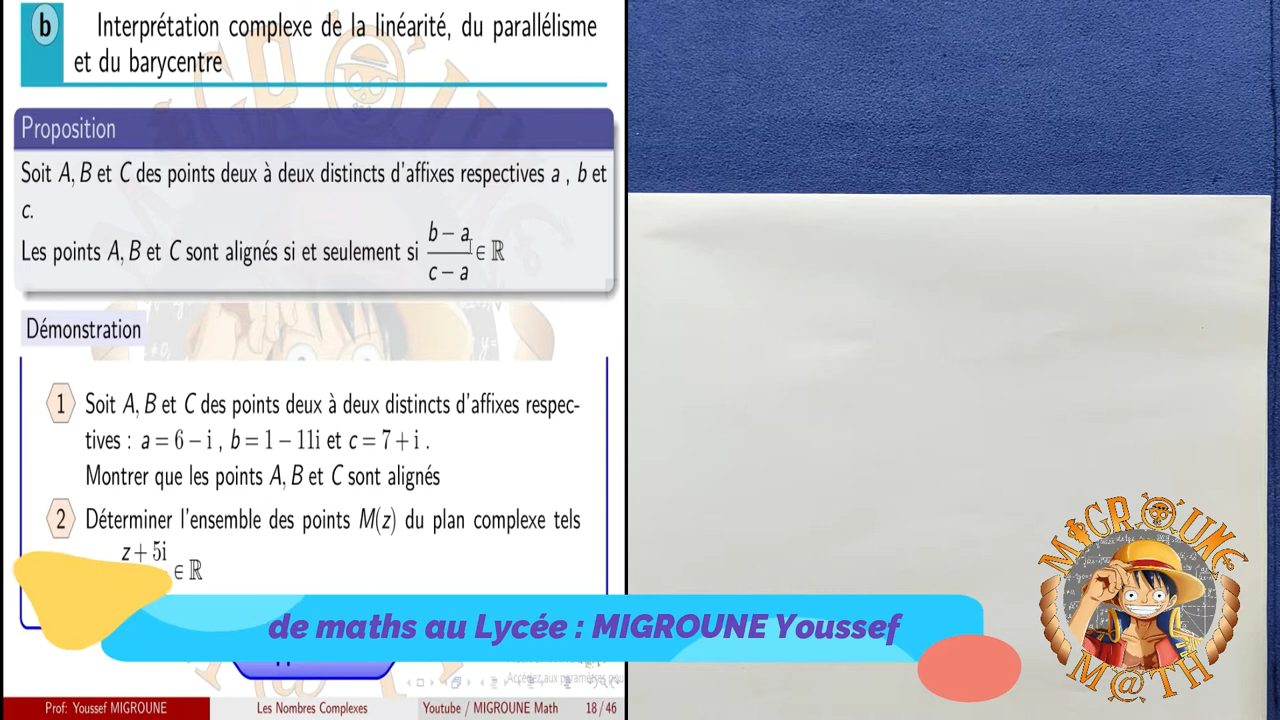 b Interprétation complexe de la linéarité, du parallélisme
et du barycentre
Proposition
Soit A, B et C des points deux à deux distincts d'affixes respectives a , b et
c.
Les points A, B et C sont alignés si et seulement si (b − a)/(c − a) ∈ ℝ
Démonstration
1 Soit A, B et C des points deux à deux distincts d'affixes respec-
tives : a = 6 − i , b = 1 − 11i et c = 7 + i .
Montrer que les points A, B et C sont alignés
2 Déterminer l'ensemble des points M(z) du plan complexe tels
z + 5i
∈ ℝ
de maths au Lycée : MIGROUNE Youssef
MIGROUNE
M@TH
Prof: Youssef MIGROUNE Les Nombres Complexes Youtube / MIGROUNE Math 18 / 46